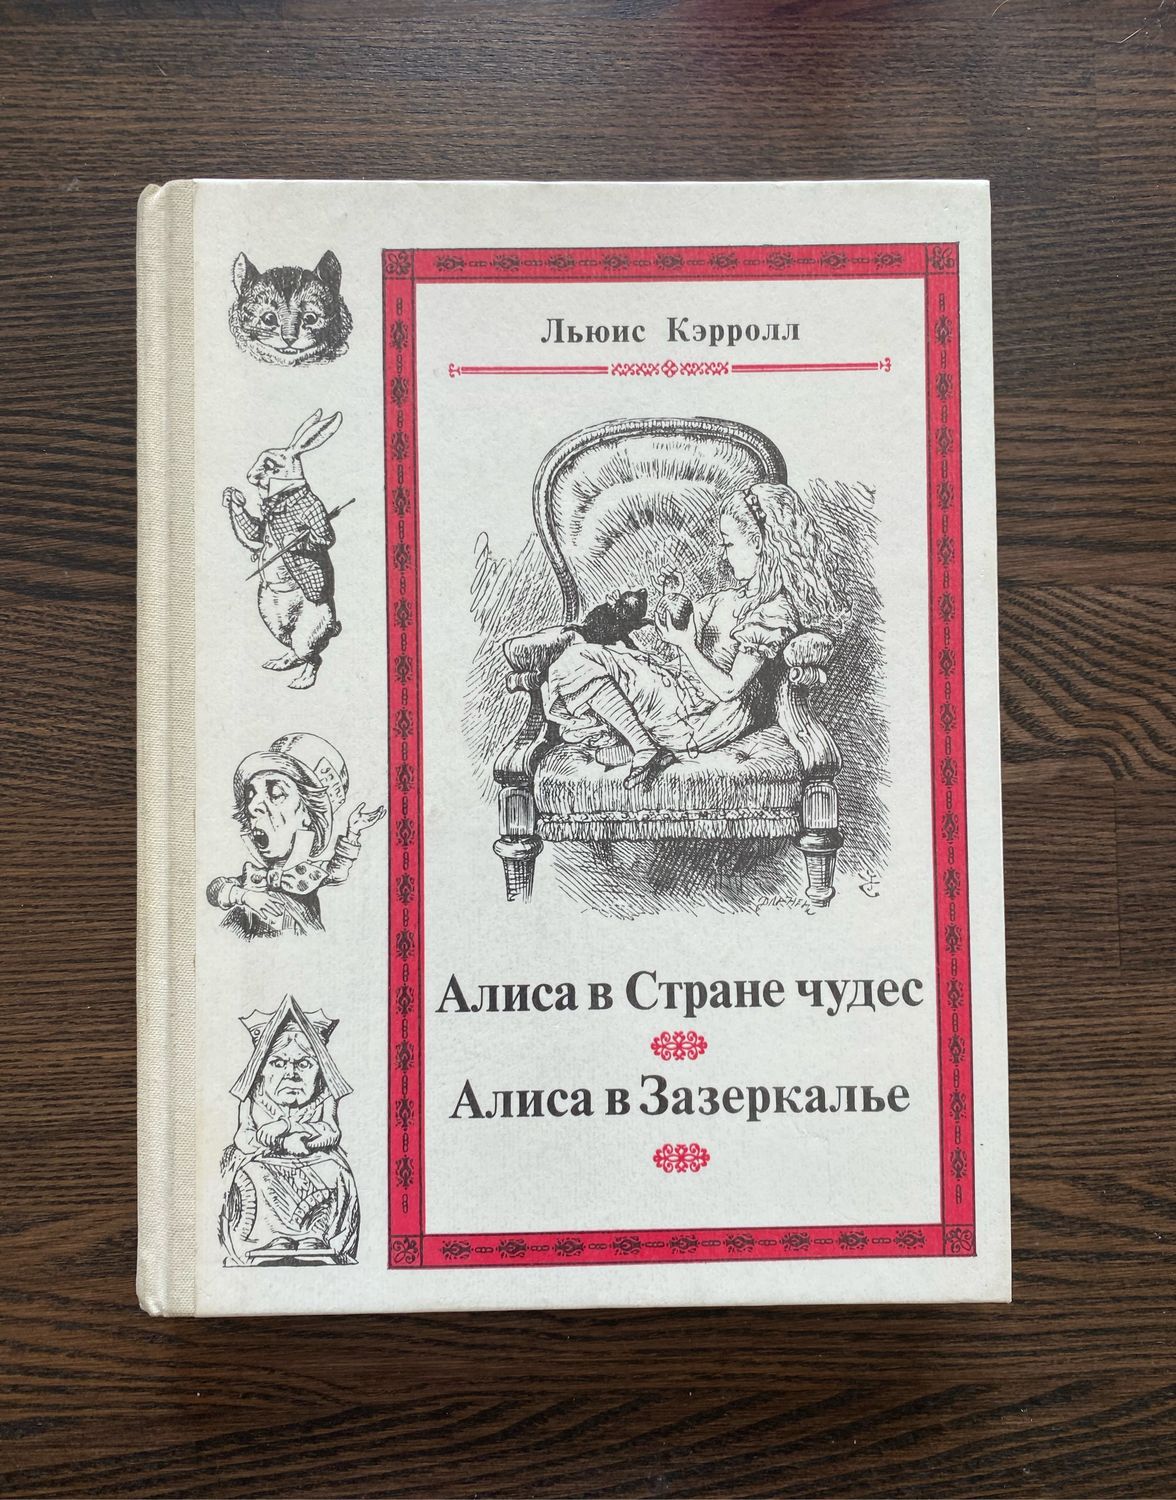 Льюис Кэрролл
Алиса в Стране чудес
Алиса в Зазеркалье